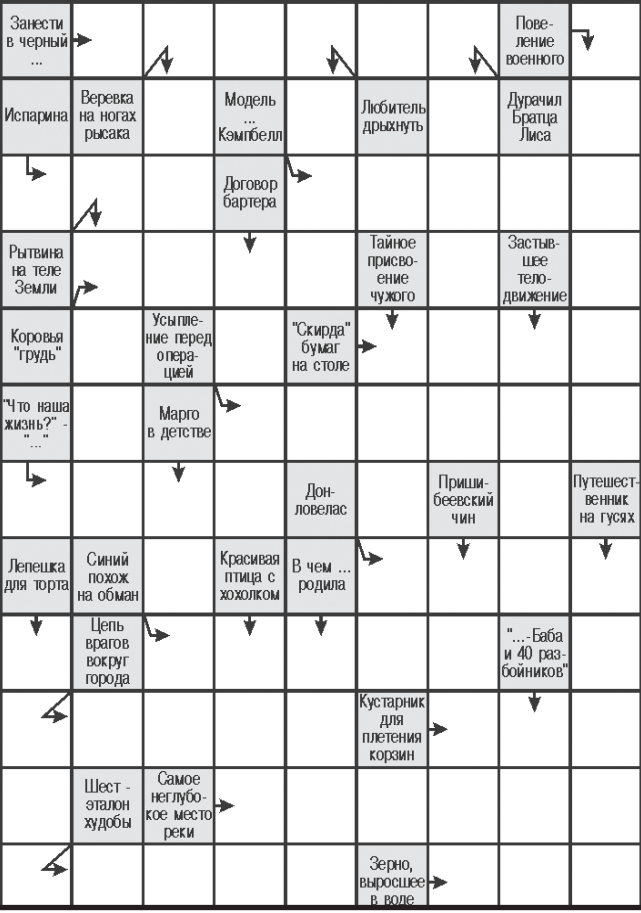 Занести
в черный
...
Пове-
ление
военного
Испарина
Веревка
на ногах
рысака
Модель
...
Кэмпбелл
Любитель
дрыхнуть
Дурачил
Братца
Лиса
Договор
бартера
Рытвина
на теле
Земли
Тайное
присво-
ение
чужого
Застыв-
шее
тело-
движение
Коровья
"грудь"
Усыпле-
ние перед
опера-
цией
"Скирда"
бумаг
на столе
"Что наша
жизнь?" -
"..."
Марго
в детстве
Дон-
ловелас
Приши-
беевский
чин
Путешест-
венник
на гусях
Лепешка
для торта
Синий
похож
на обман
Красивая
птица с
хохолком
В чем ...
родила
Цепь
врагов
вокруг
города
"...-Баба
и 40 раз-
бойников"
Кустарник
для
плетения
корзин
Шест -
эталон
худобы
Самое
неглубо-
кое место
реки
Зерно,
выросшее
в воде